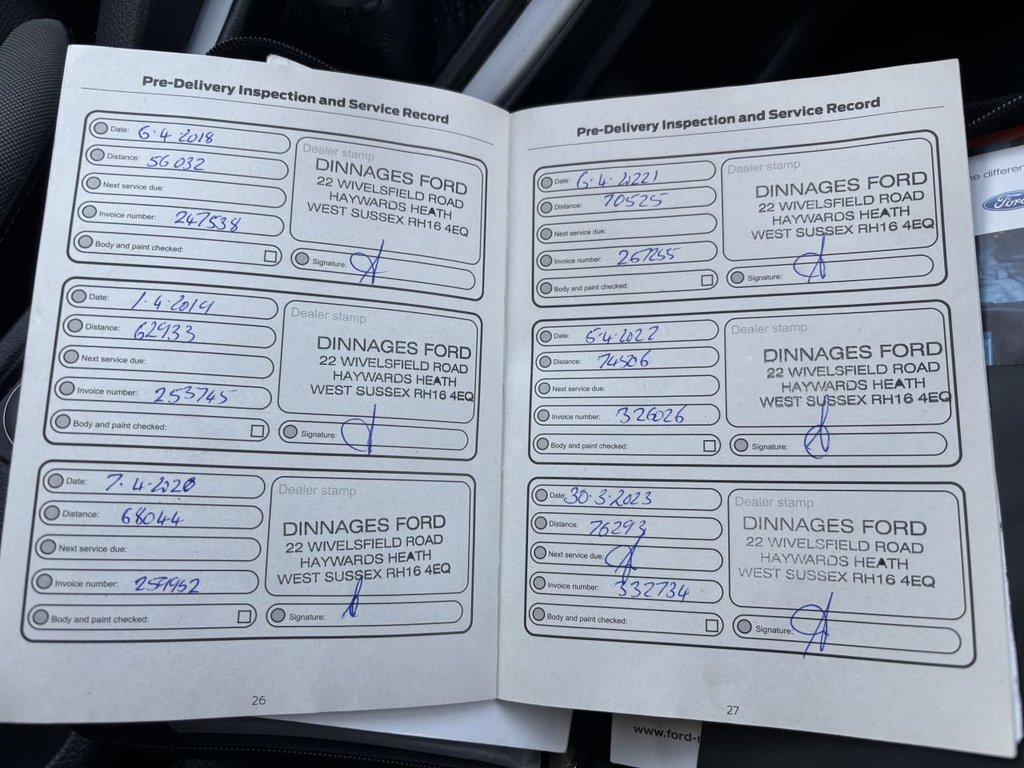 Pre-Delivery Inspection and Service Record
Date: 6·4·2018
Distance: 56032
Next service due:
Invoice number: 247538
Body and paint checked:
Dealer stamp
DINNAGES FORD
22 WIVELSFIELD ROAD
HAYWARDS HEATH
WEST SUSSEX RH16 4EQ
Signature:
Date: 1·4·2019
Distance: 62933
Next service due:
Invoice number: 253745
Body and paint checked:
Dealer stamp
DINNAGES FORD
22 WIVELSFIELD ROAD
HAYWARDS HEATH
WEST SUSSEX RH16 4EQ
Signature:
Date: 7·4·2020
Distance: 68044
Next service due:
Invoice number:
Body and paint checked:
Dealer stamp
DINNAGES FORD
22 WIVELSFIELD ROAD
HAYWARDS HEATH
WEST SUSSEX RH16 4EQ
Signature:
26
Pre-Delivery Inspection and Service Record
Date: 6·4·2021
Distance: 70525
Next service due:
Invoice number: 267255
Body and paint checked:
Dealer stamp
DINNAGES FORD
22 WIVELSFIELD ROAD
HAYWARDS HEATH
WEST SUSSEX RH16 4EQ
Signature:
Date: 5·4·2022
Distance: 74506
Next service due:
Invoice number: 326026
Body and paint checked:
Dealer stamp
DINNAGES FORD
22 WIVELSFIELD ROAD
HAYWARDS HEATH
WEST SUSSEX RH16 4EQ
Signature:
Date: 30·3·2023
Distance: 76293
Next service due:
Invoice number: 332734
Body and paint checked:
Dealer stamp
DINNAGES FORD
22 WIVELSFIELD ROAD
HAYWARDS HEATH
WEST SUSSEX RH16 4EQ
Signature:
27
he differen
Ford
www.ford-